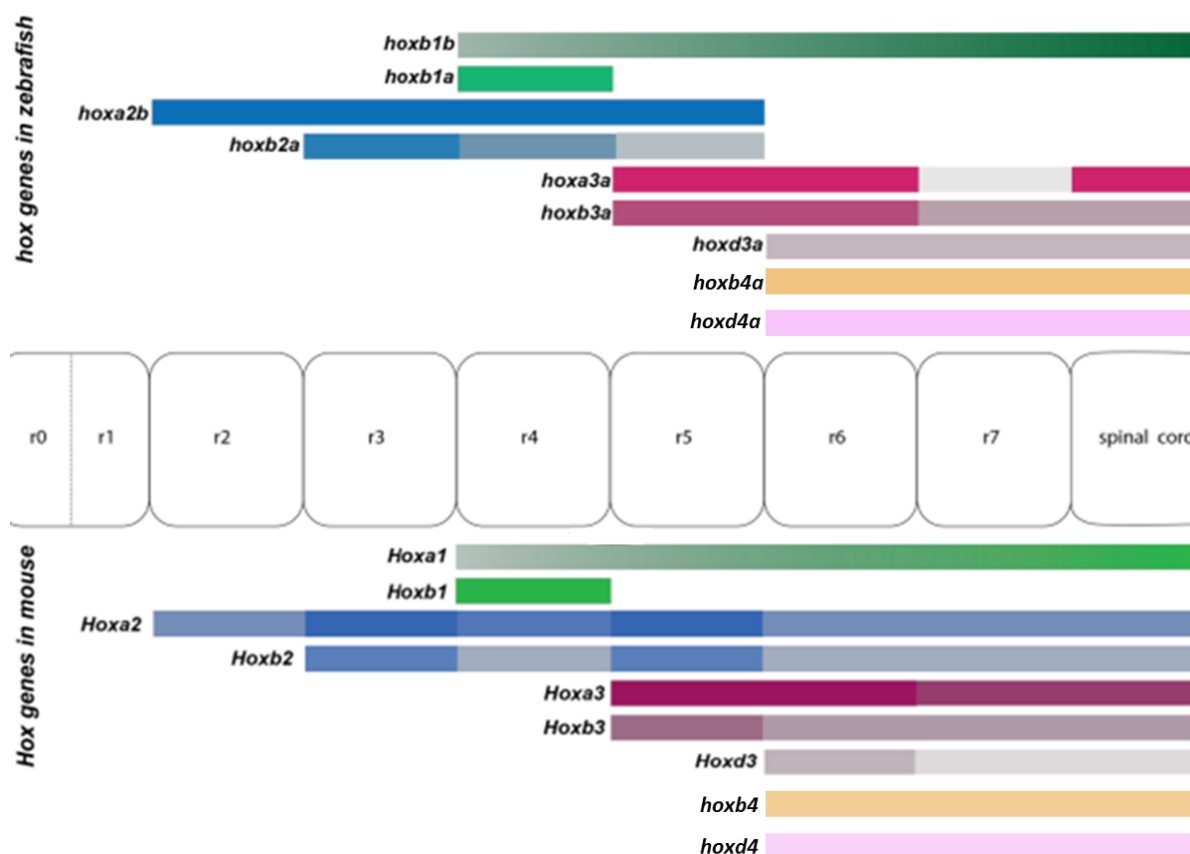 hox genes in zebrafish
hoxb1b
hoxb1a
hoxa2b
hoxb2a
hoxa3a
hoxb3a
hoxd3a
hoxb4a
hoxd4a
r0 r1 r2 r3 r4 r5 r6 r7 spinal corc
Hox genes in mouse
Hoxa1
Hoxb1
Hoxa2
Hoxb2
Hoxa3
Hoxb3
Hoxd3
hoxb4
hoxd4